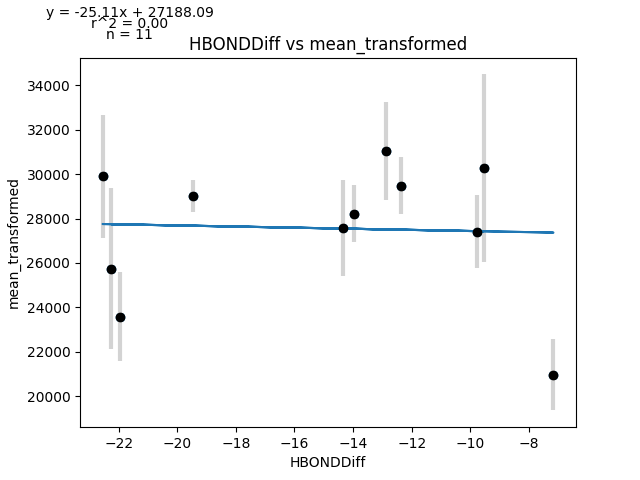 y = -25.11x + 27188.09
r^2 = 0.00
n = 11
HBONDDiff vs mean_transformed
34000
32000
30000
28000
26000
24000
22000
20000
mean_transformed
−22
−20
−18
−16
−14
−12
−10
−8
HBONDDiff